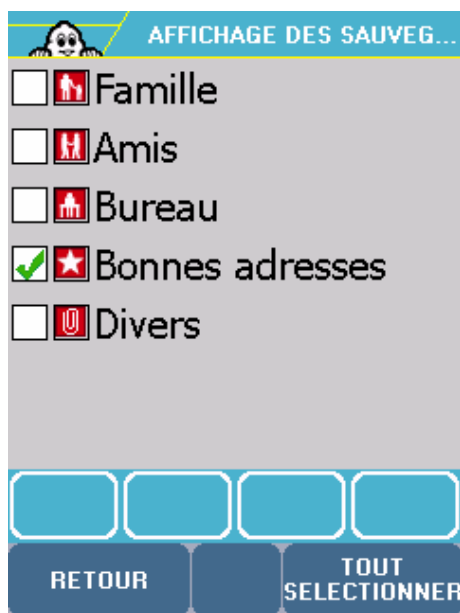 AFFICHAGE DES SAUVEG...
Famille
Amis
Bureau
Bonnes adresses
Divers
RETOUR
TOUT
SELECTIONNER